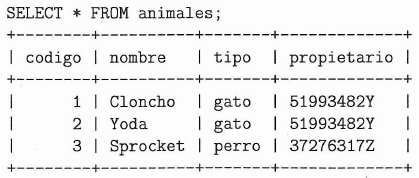 SELECT * FROM animales;
+--------+----------+-------+-------------+
| codigo | nombre   | tipo  | propietario |
+--------+----------+-------+-------------+
|      1 | Cloncho  | gato  | 51993482Y   |
|      2 | Yoda     | gato  | 51993482Y   |
|      3 | Sprocket | perro | 37276317Z   |
+--------+----------+-------+-------------+